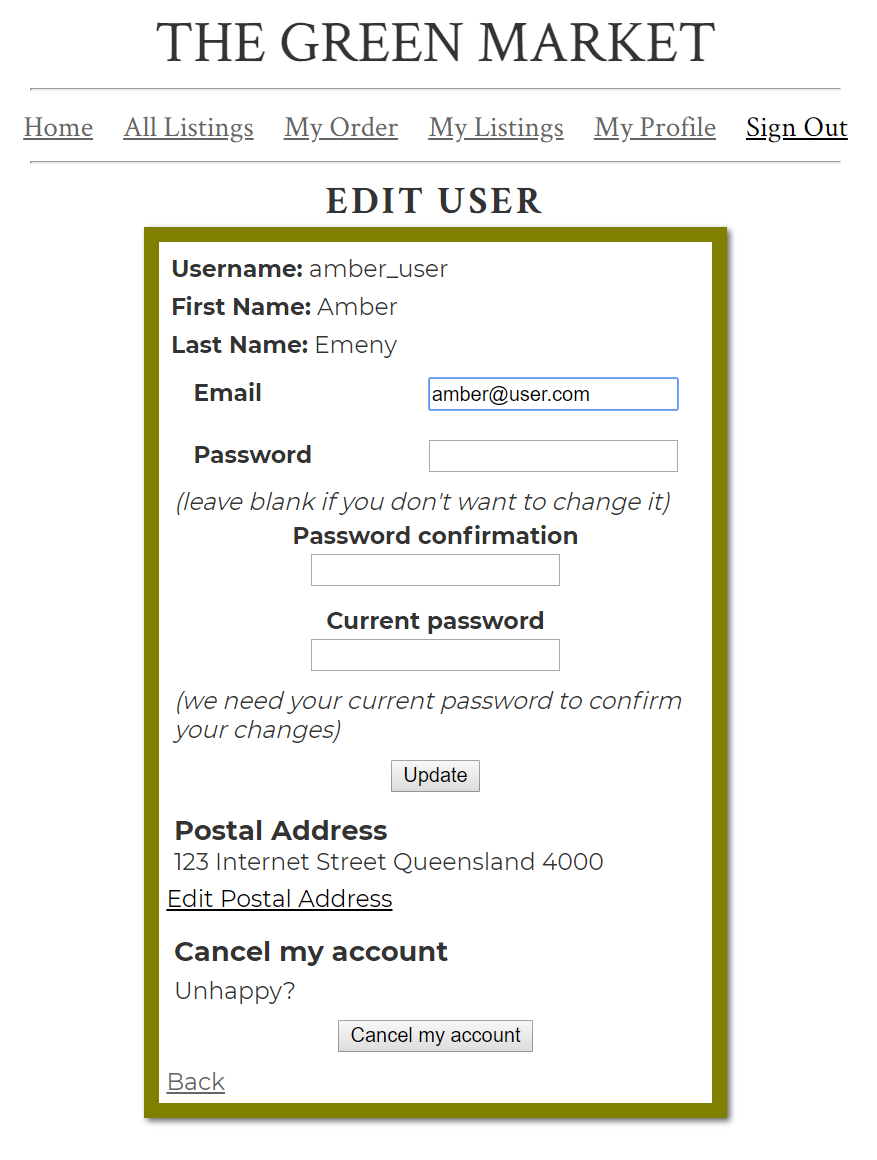 THE GREEN MARKET
Home All Listings My Order My Listings My Profile Sign Out
EDIT USER
Username: amber_user
First Name: Amber
Last Name: Emeny
Email amber@user.com
Password
(leave blank if you don't want to change it)
Password confirmation
Current password
(we need your current password to confirm
your changes)
Update
Postal Address
123 Internet Street Queensland 4000
Edit Postal Address
Cancel my account
Unhappy?
Cancel my account
Back